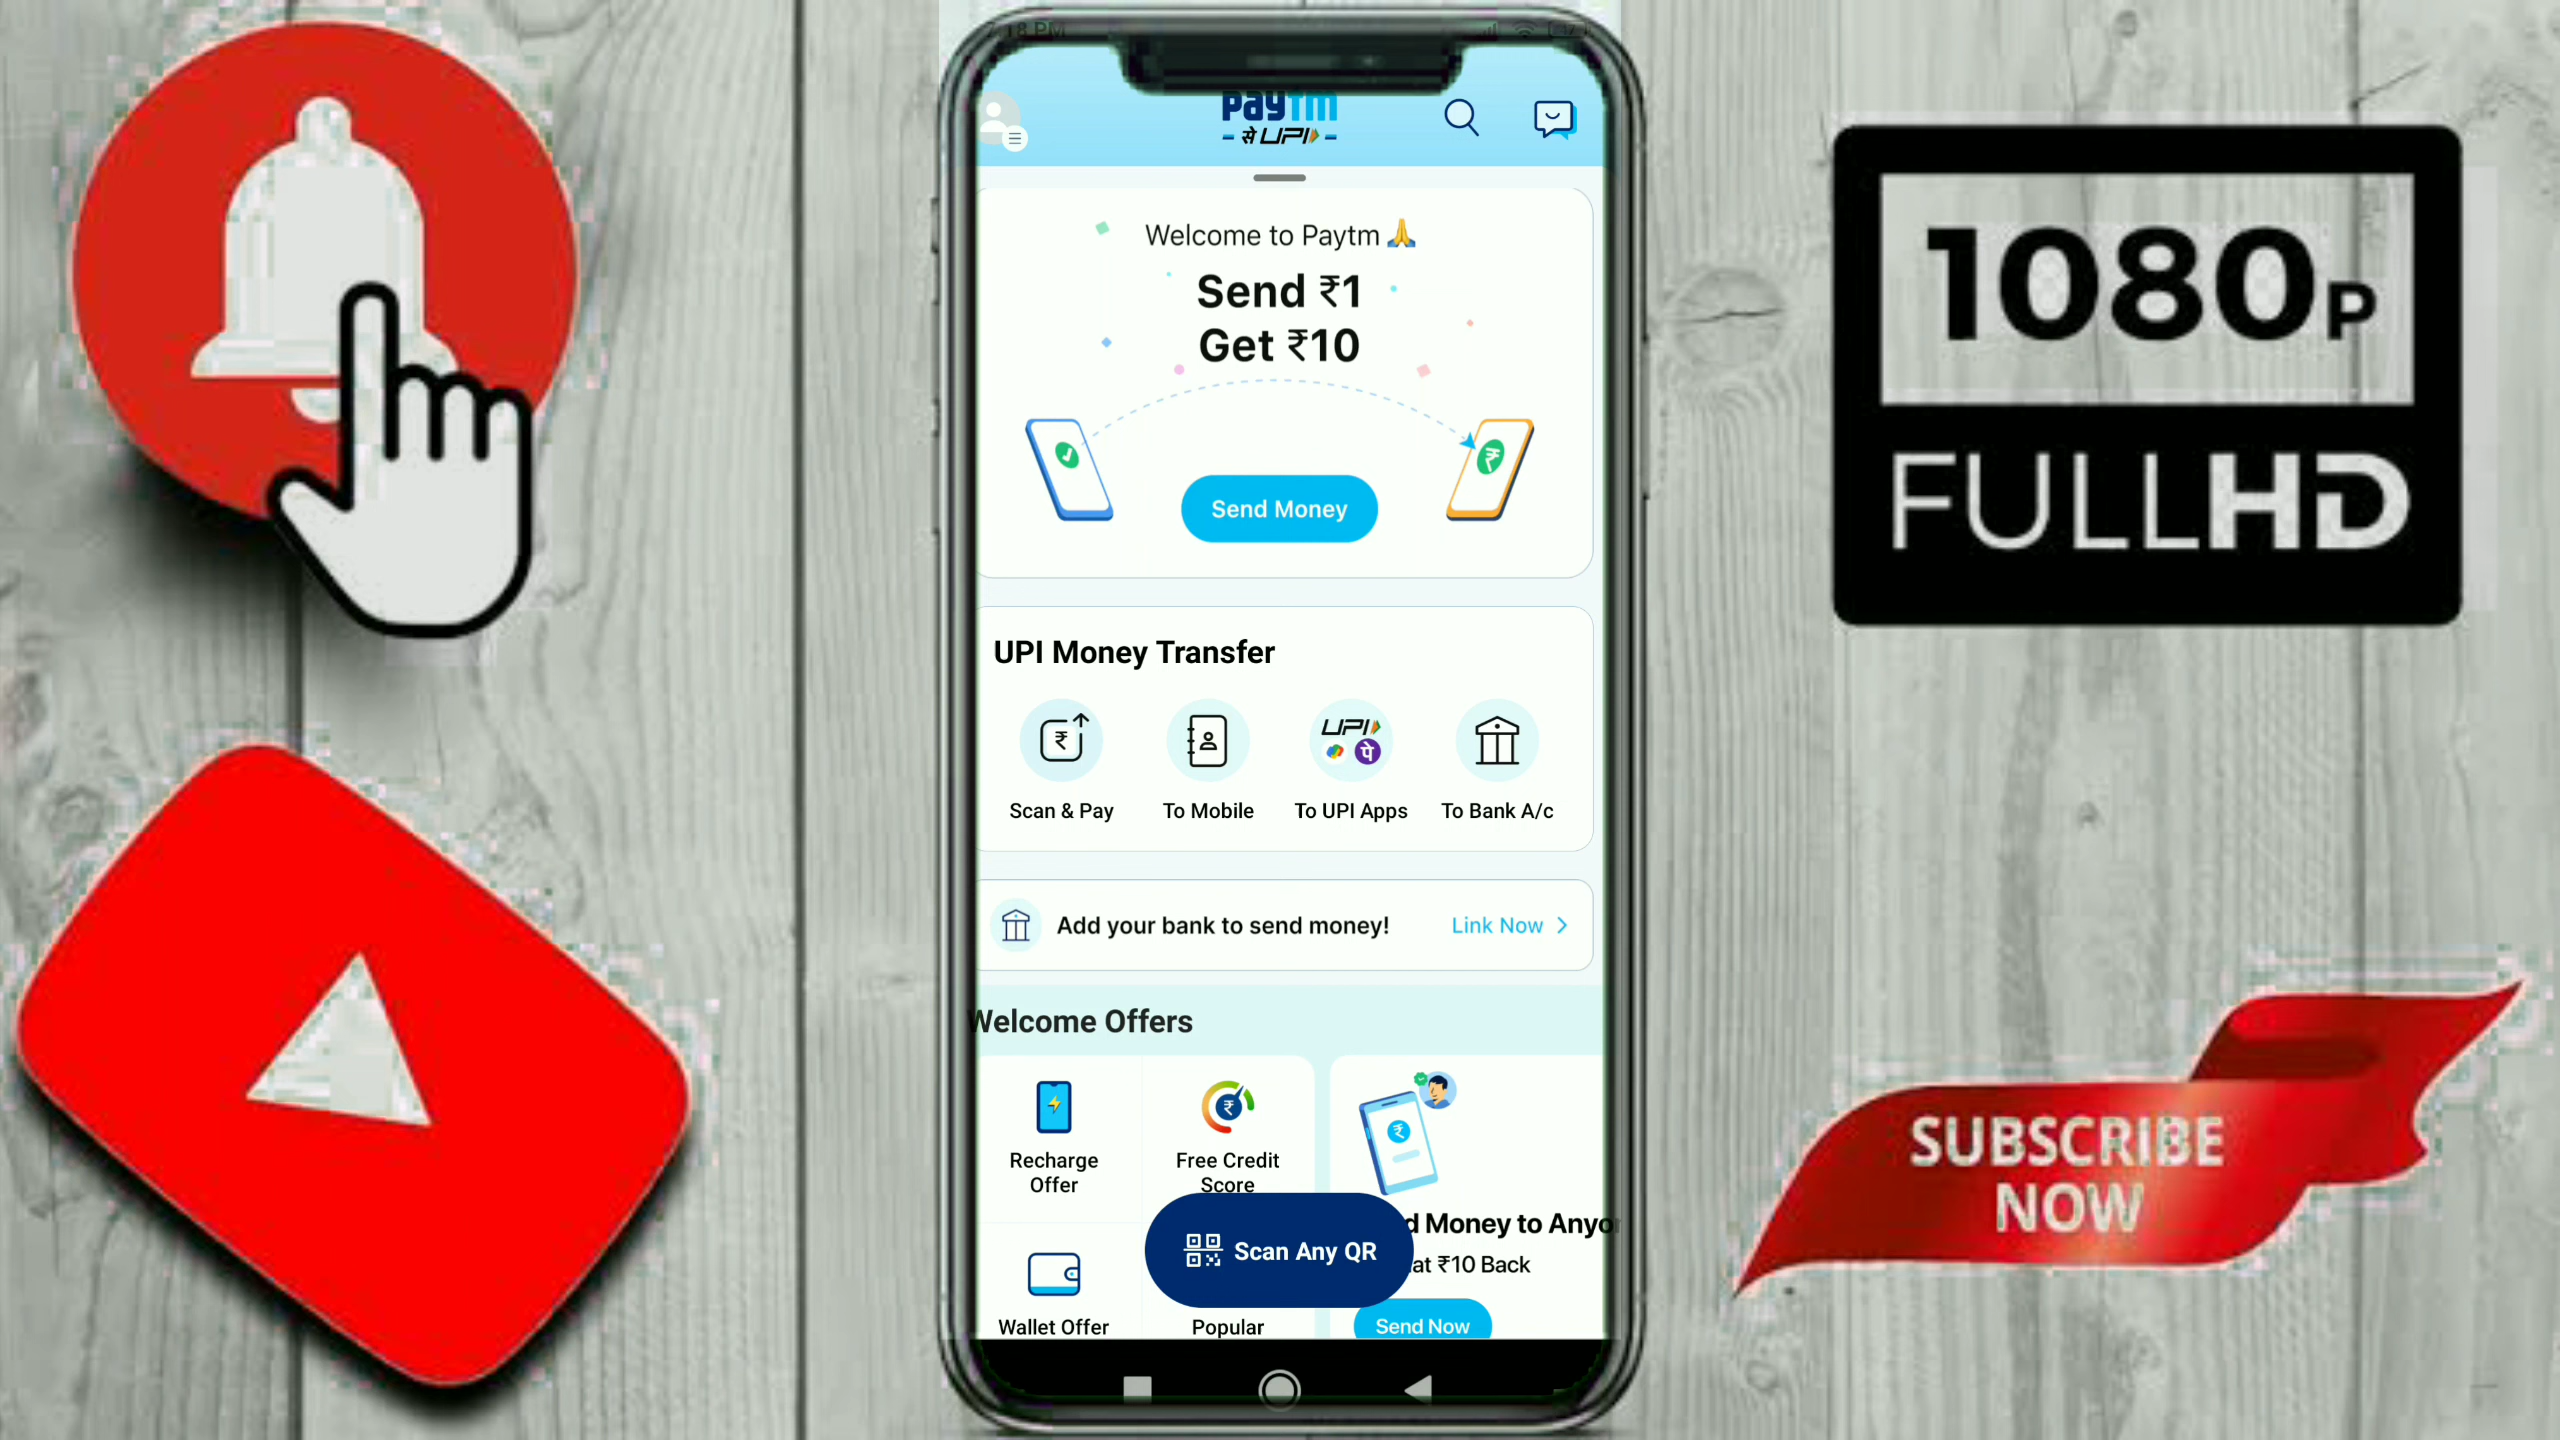 paytm
से UPI
Welcome to Paytm
Send ₹1
Get ₹10
Send Money
UPI Money Transfer
UPI
पे
Scan & Pay
To Mobile
To UPI Apps
To Bank A/c
Add your bank to send money!
Link Now
Welcome Offers
Recharge
Offer
Free Credit
Score
d Money to Anyo
at ₹10 Back
Scan Any QR
Wallet Offer
Popular
Send Now
1080P
FULLHD
SUBSCRIBE
NOW